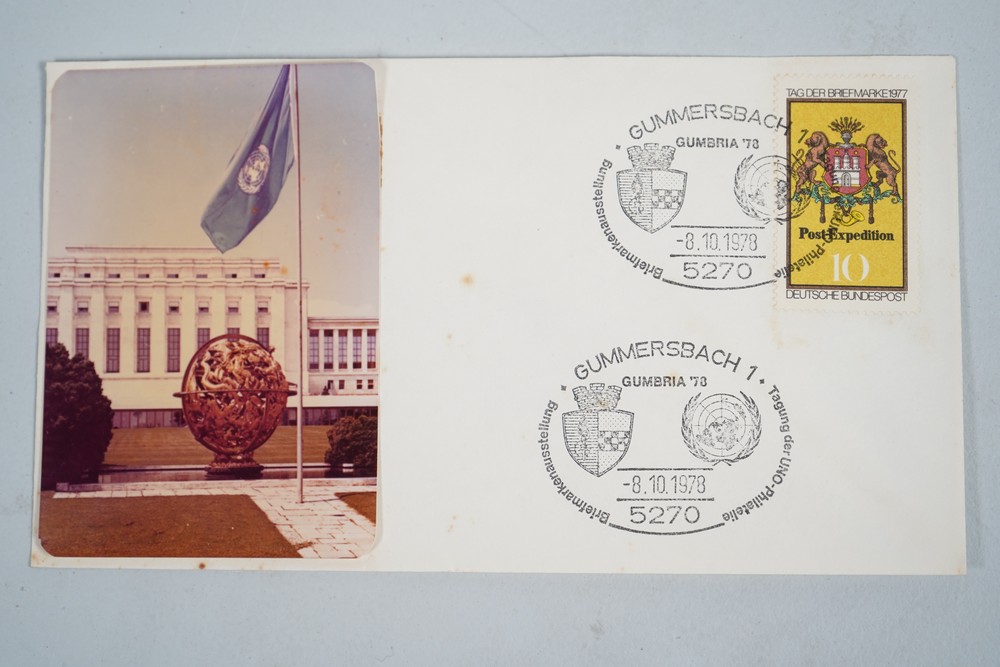 TAG DER BRIEFMARKE 1977
Post-Expedition
10
DEUTSCHE BUNDESPOST
GUMMERSBACH 1
GUMBRIA '78
Briefmarkenausstellung
-8.10.1978
5270
GUMMERSBACH 1
GUMBRIA '78
Briefmarkenausstellung
Tagung der UNO-Philatelie
-8.10.1978
5270